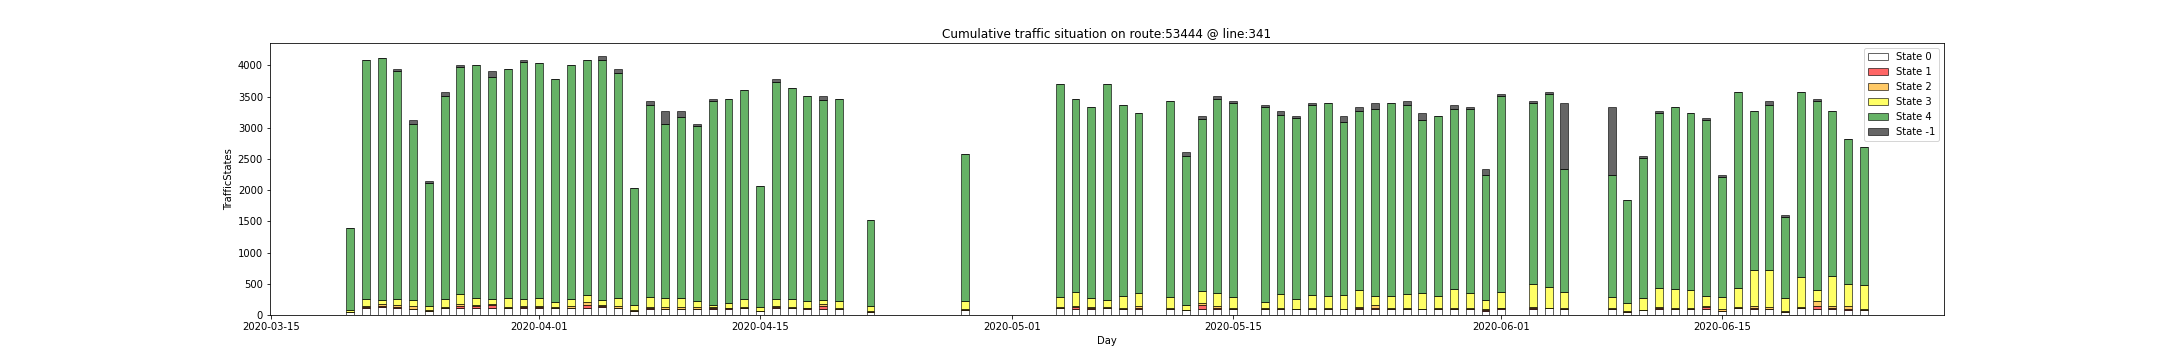 Cumulative traffic situation on route:53444 @ line:341
State 0
State 1
State 2
State 3
State 4
State -1
TrafficStates
4000
3500
3000
2500
2000
1500
1000
500
0
2020-03-15
2020-04-01
2020-04-15
2020-05-01
2020-05-15
2020-06-01
2020-06-15
Day